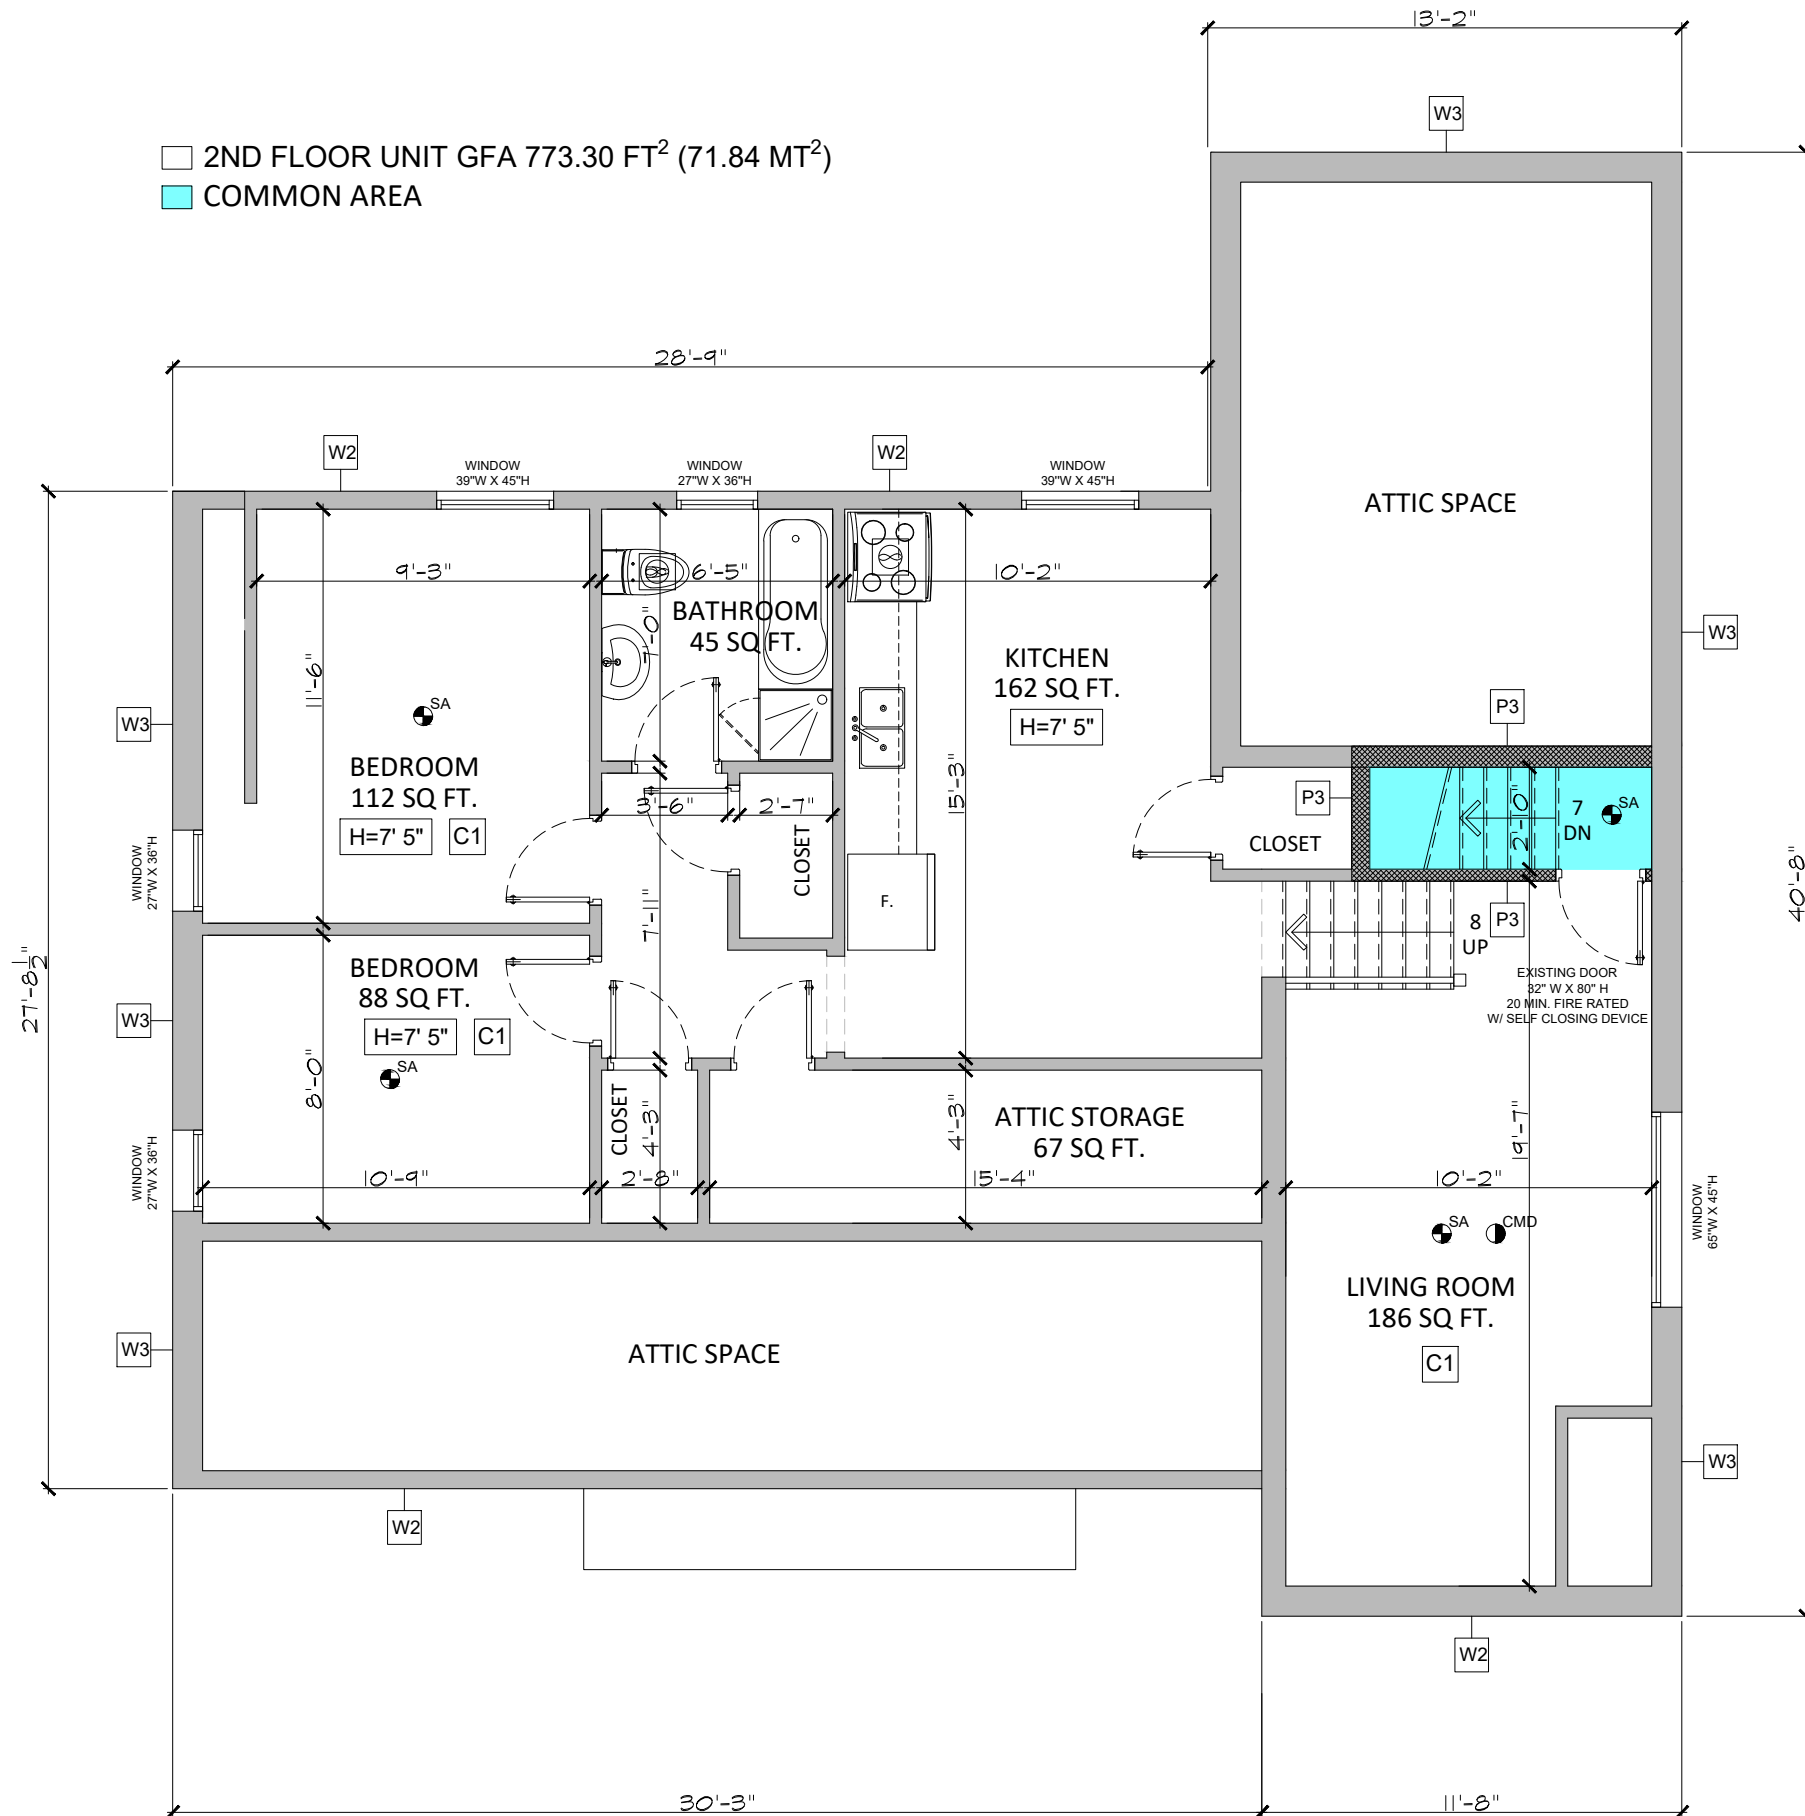 13'-2"
W3
2ND FLOOR UNIT GFA 773.30 FT² (71.84 MT²)
COMMON AREA
28'-9"
W2
W2
WINDOW
39"W X 45"H
WINDOW
27"W X 36"H
WINDOW
39"W X 45"H
ATTIC SPACE
9'-3"
6'-5"
10'-2"
BATHROOM
45 SQ FT.
7'-0"
11'-6"
KITCHEN
162 SQ FT.
H=7' 5"
W3
SA
W3
P3
BEDROOM
112 SQ FT.
H=7' 5"
C1
3'-6"
2'-7"
15'-3"
P3
2'-10"
7
DN
SA
CLOSET
CLOSET
WINDOW
27"W X 36"H
40'-8"
F.
7'-11"
8
UP
P3
27'-8½"
BEDROOM
88 SQ FT.
H=7' 5"
C1
W3
SA
EXISTING DOOR
32" W X 80" H
20 MIN. FIRE RATED
W/ SELF CLOSING DEVICE
8'-0"
CLOSET
4'-3"
4'-3"
ATTIC STORAGE
67 SQ FT.
19'-7"
WINDOW
27"W X 36"H
10'-9"
2'-8"
15'-4"
10'-2"
WINDOW
65"W X 45"H
SA
CMD
LIVING ROOM
186 SQ FT.
C1
W3
ATTIC SPACE
W3
W2
W2
30'-3"
11'-8"